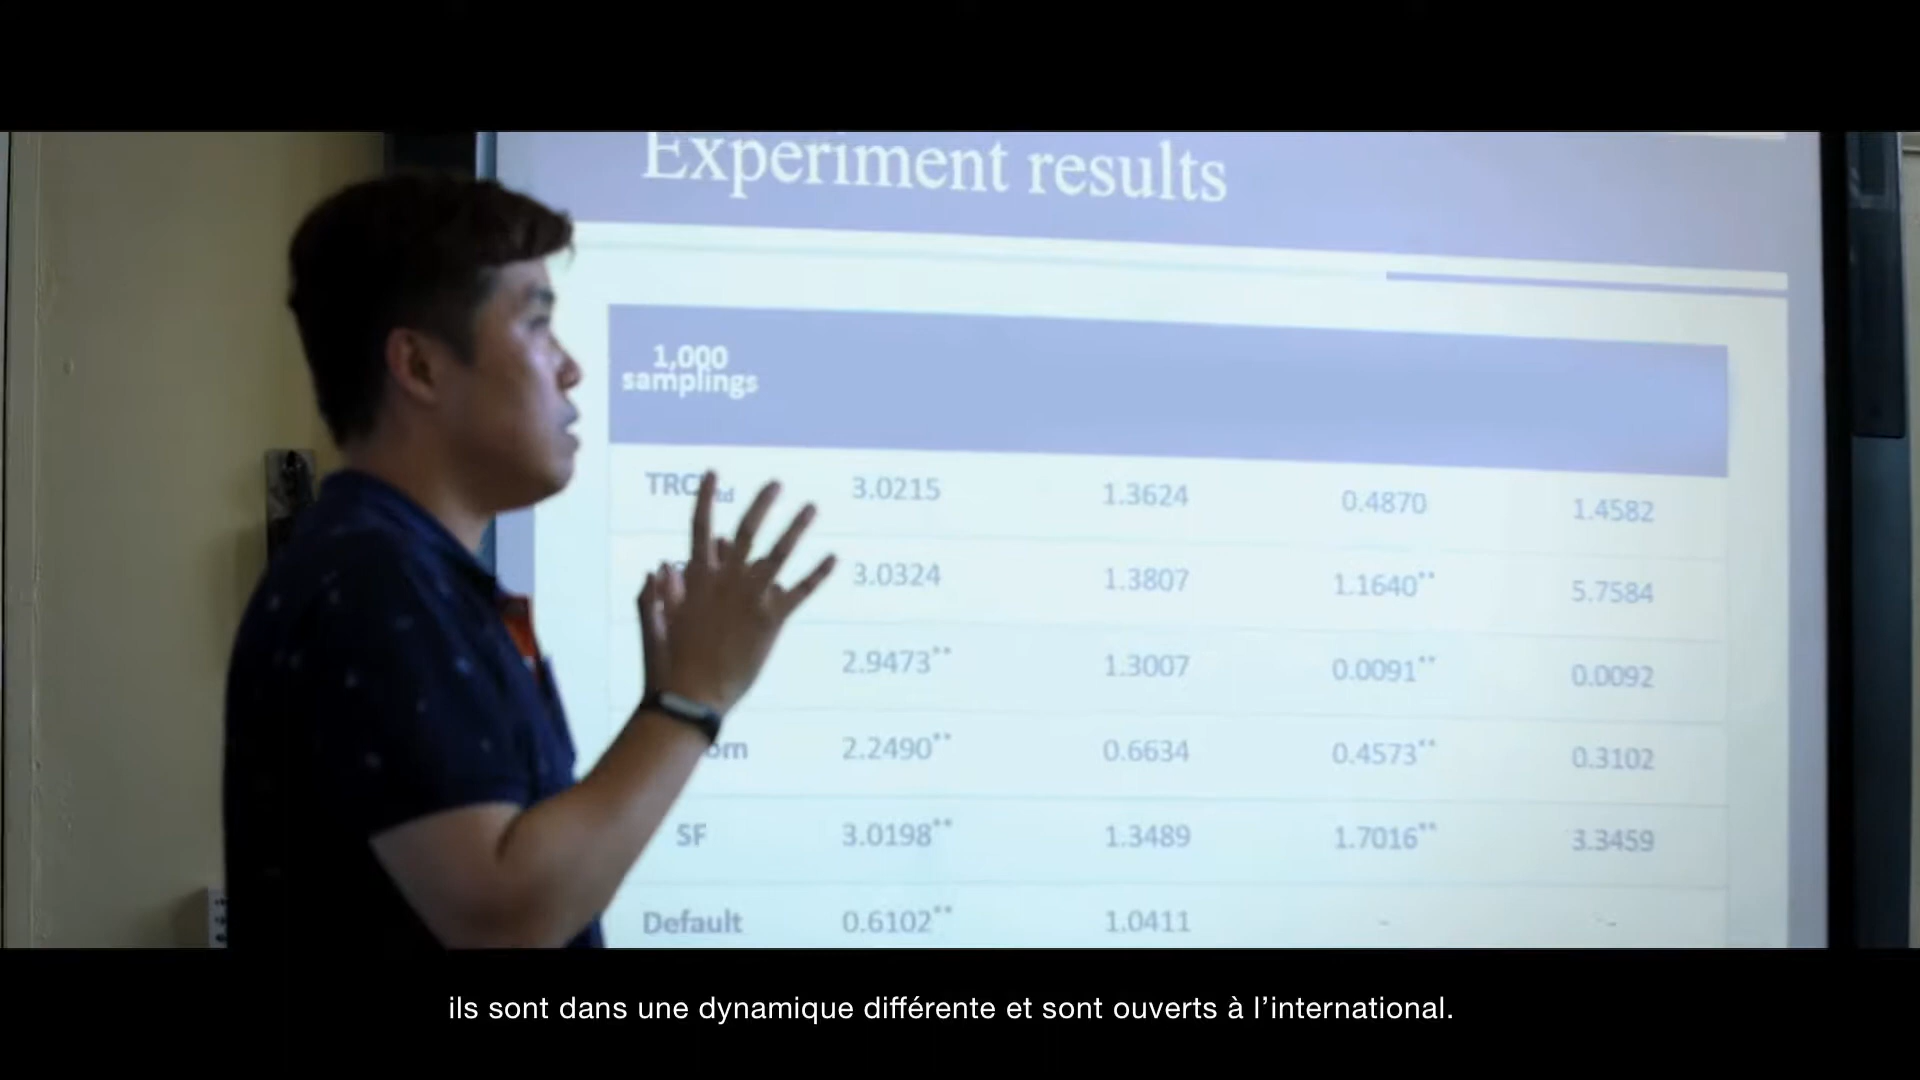 Experiment results
1,000
samplings
3.0215 1.3624 0.4870 1.4582
3.0324 1.3807 1.1640** 5.7584
2.9473** 1.3007 0.0091** 0.0092
2.2490** 0.6634 0.4573** 0.3102
SF 3.0198** 1.3489 1.7016** 3.3459
Default 0.6102** 1.0411 - -
ils sont dans une dynamique différente et sont ouverts à l’international.